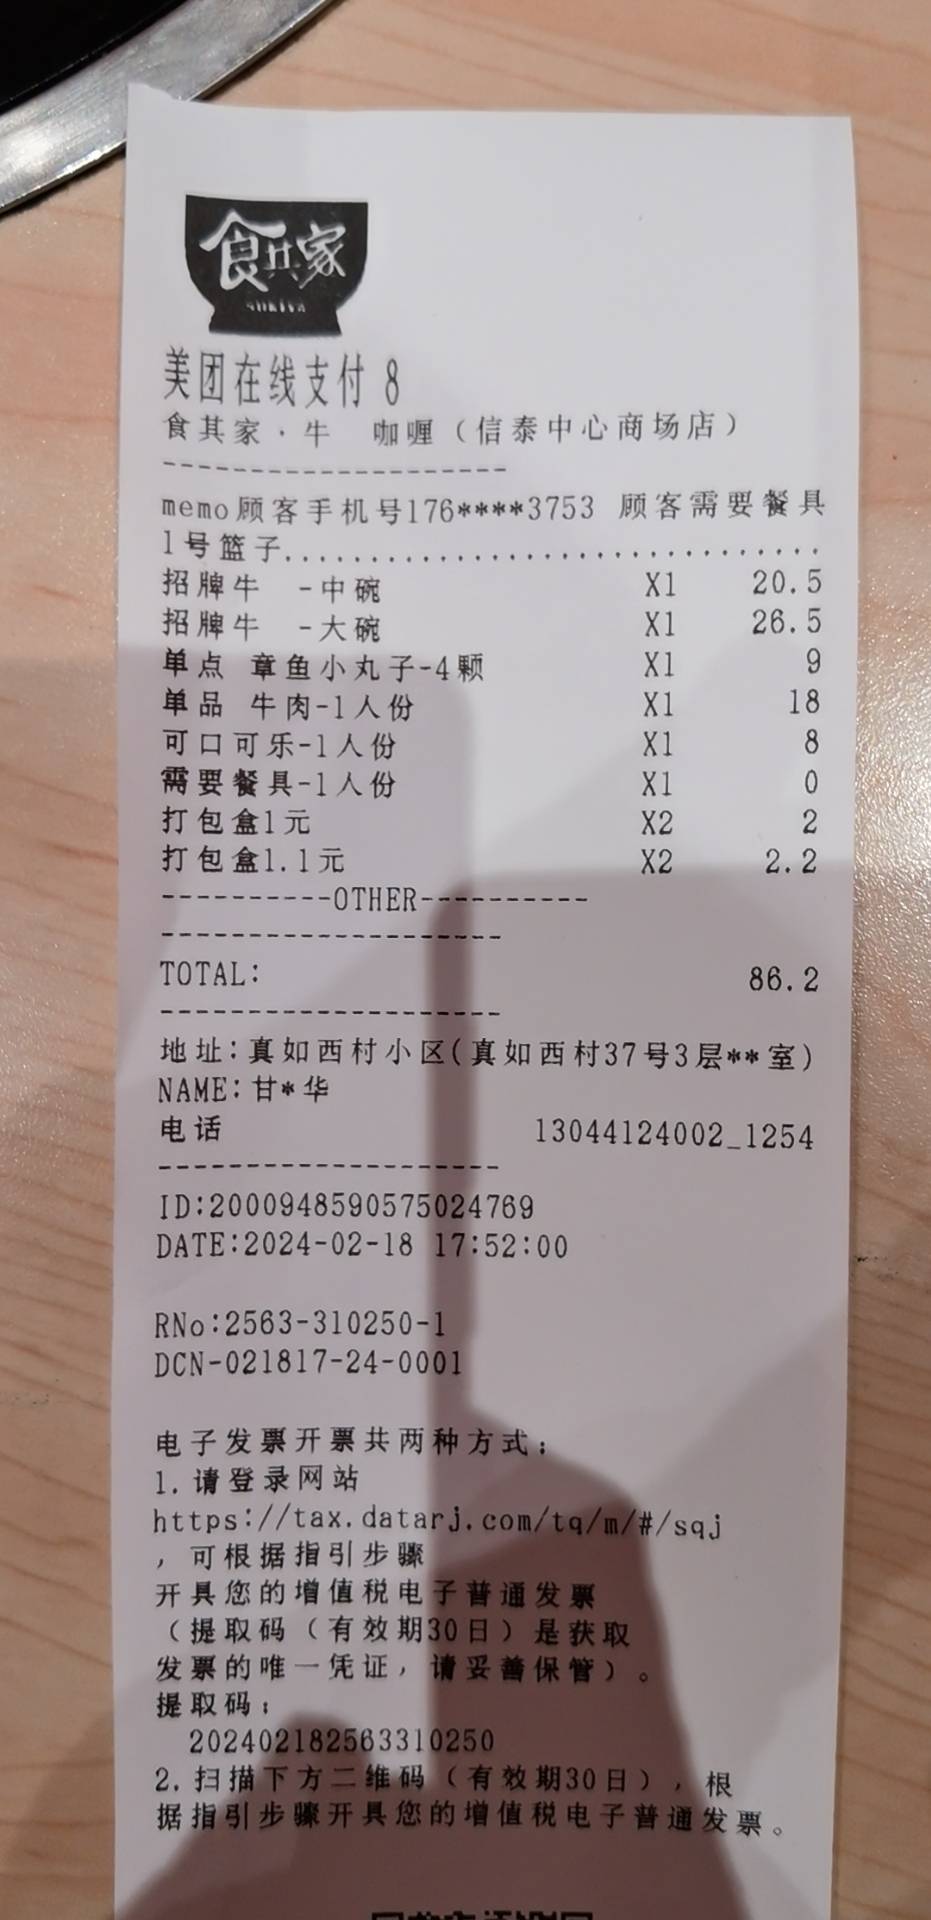 食其家
SUKIYA
美团在线支付 8
食其家·牛 咖喱（信泰中心商场店）
--------------------
memo顾客手机号176****3753 顾客需要餐具
1号篮子...............................
招牌牛 -中碗 X1 20.5
招牌牛 -大碗 X1 26.5
单点 章鱼小丸子-4颗 X1 9
单品 牛肉-1人份 X1 18
可口可乐-1人份 X1 8
需要餐具-1人份 X1 0
打包盒1元 X2 2
打包盒1.1元 X2 2.2
----------OTHER----------
--------------------
TOTAL: 86.2
--------------------
地址:真如西村小区(真如西村37号3层**室)
NAME:甘*华
电话 13044124002_1254
--------------------
ID:2000948590575024769
DATE:2024-02-18 17:52:00
RNo:2563-310250-1
DCN-021817-24-0001
电子发票开票共两种方式：
1.请登录网站
https://tax.datarj.com/tq/m/#/sqj
，可根据指引步骤
开具您的增值税电子普通发票
（提取码（有效期30日）是获取
发票的唯一凭证，请妥善保管）。
提取码：
202402182563310250
2.扫描下方二维码（有效期30日），根
据指引步骤开具您的增值税电子普通发票。